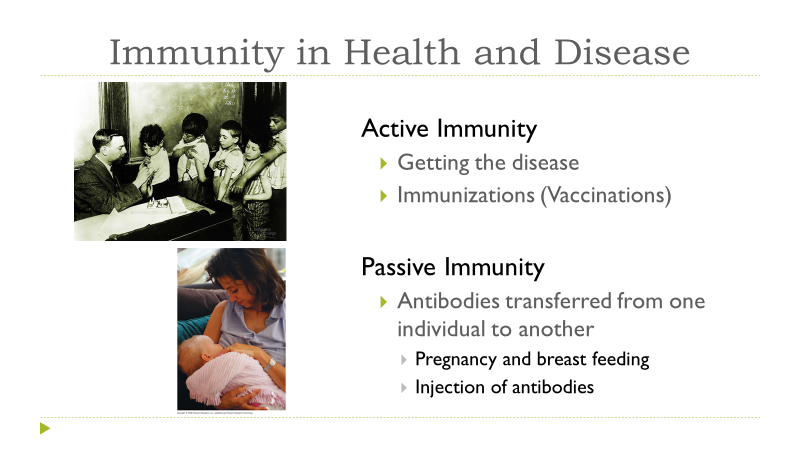 Immunity in Health and Disease
Active Immunity
Getting the disease
Immunizations (Vaccinations)
Passive Immunity
Antibodies transferred from one
individual to another
Pregnancy and breast feeding
Injection of antibodies